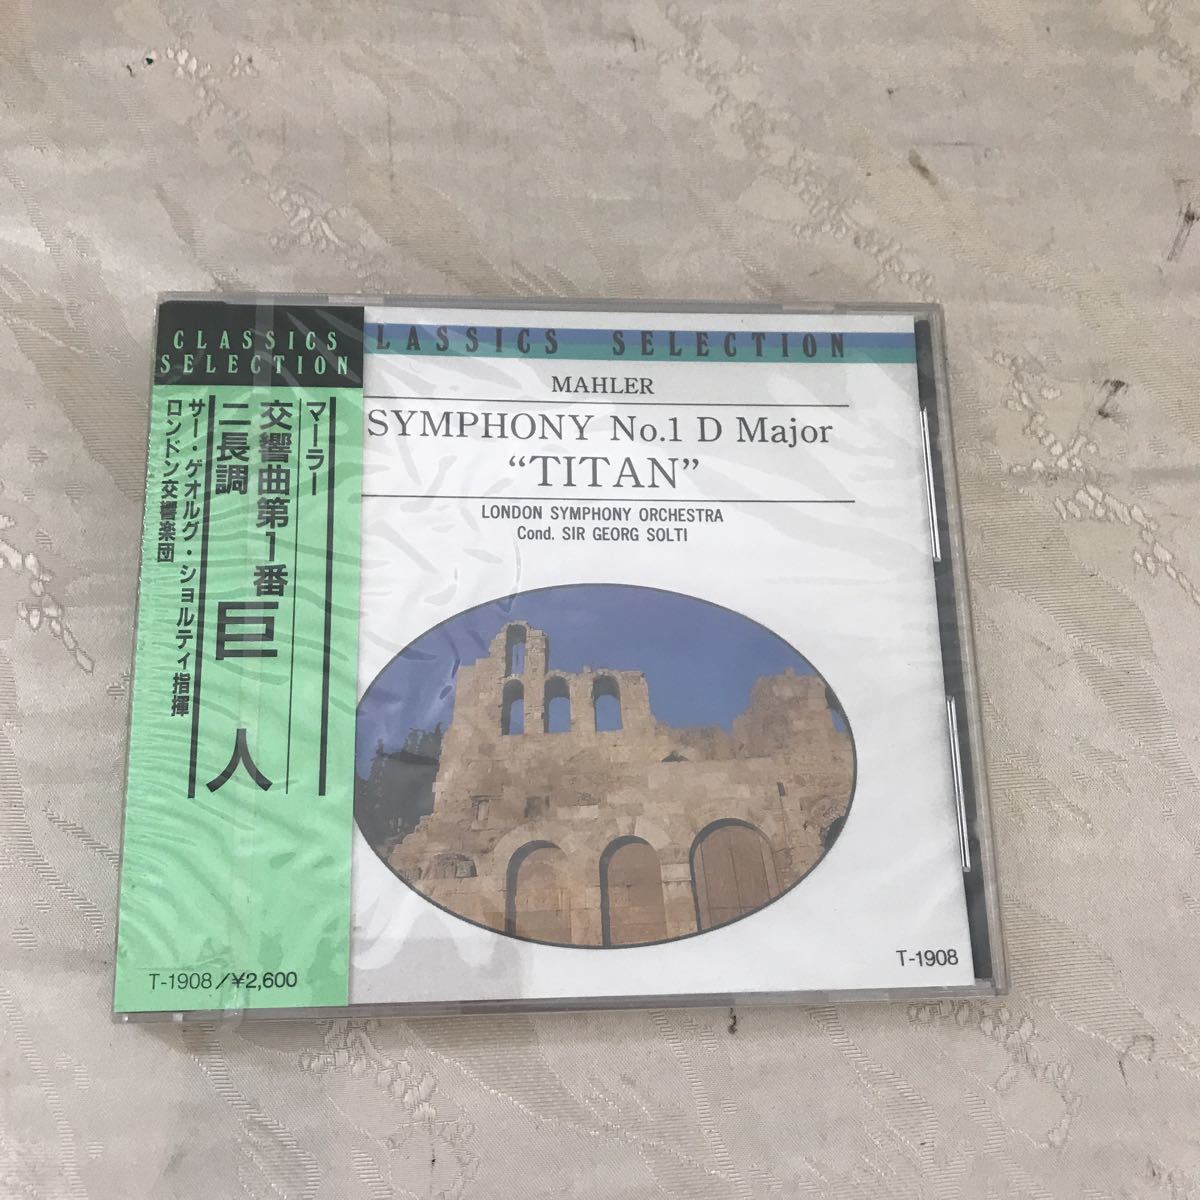 CLASSICS
SELECTION
マーラー
交響曲第1番
ニ長調
巨人
サー・ゲオルグ・ショルティ指揮
ロンドン交響楽団
T-1908/¥2,600
LASSICS SELECTION
MAHLER
SYMPHONY No.1 D Major
“TITAN”
LONDON SYMPHONY ORCHESTRA
Cond. SIR GEORG SOLTI
T-1908